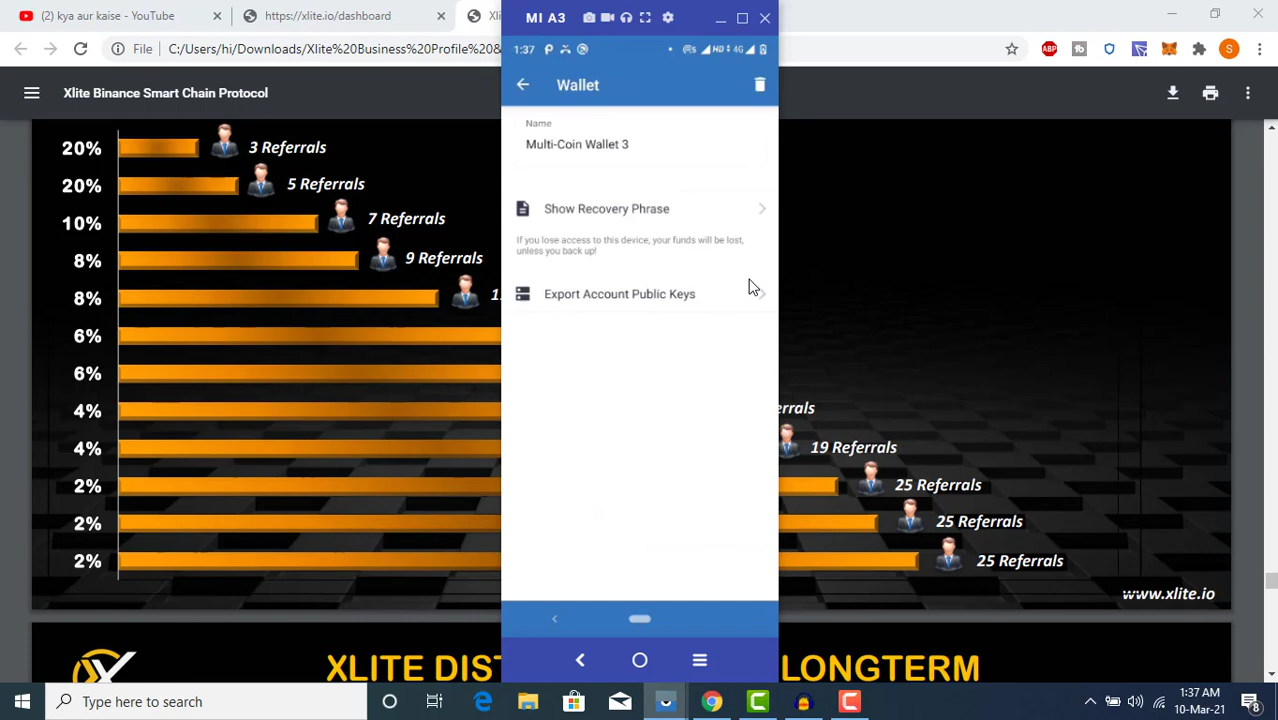 kya aur kaise - YouTube
https://xlite.io/dashboard
MI A3
File
C:/Users/hi/Downloads/Xlite%20Business%20Profile%20&
ABP
S
Xlite Binance Smart Chain Protocol
1:37
HD
4G
Wallet
Name
Multi-Coin Wallet 3
Show Recovery Phrase
If you lose access to this device, your funds will be lost,
unless you back up!
Export Account Public Keys
20% 3 Referrals
20% 5 Referrals
10% 7 Referrals
8% 9 Referrals
8%
6%
6%
4%
4% 19 Referrals
2% 25 Referrals
2% 25 Referrals
2% 25 Referrals
www.xlite.io
XLITE
LONGTERM
Type here to search
1:37 AM
10-Mar-21
8